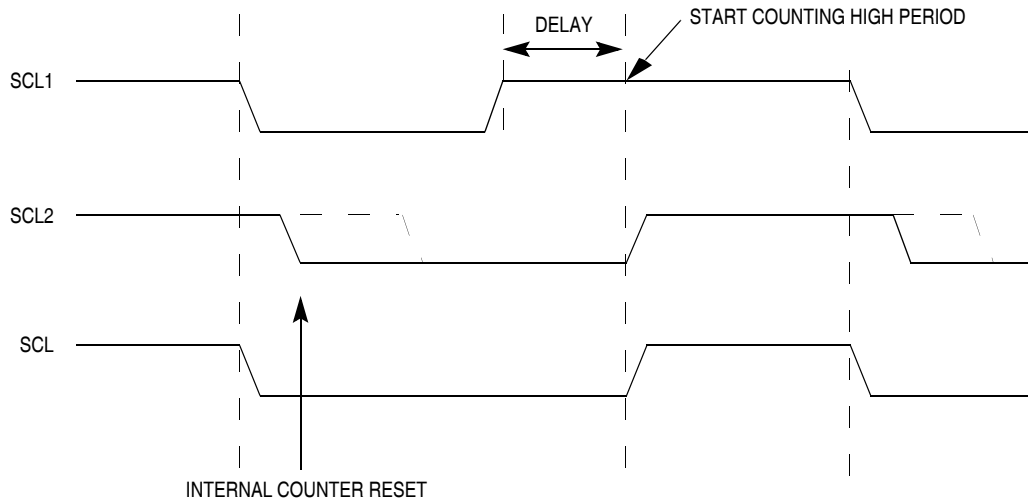 START COUNTING HIGH PERIOD
DELAY
SCL1
SCL2
SCL
INTERNAL COUNTER RESET